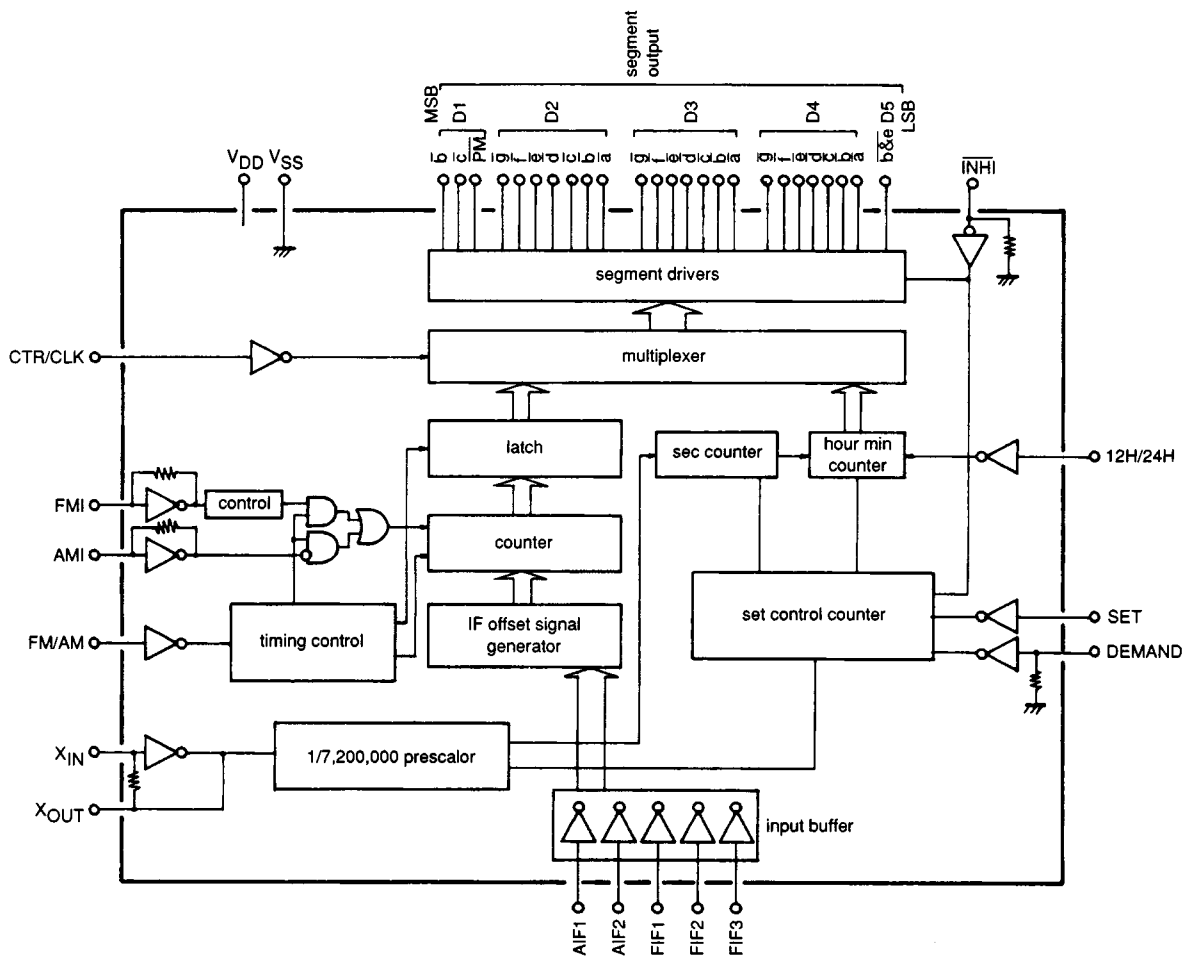 segment output
MSB D1 D2 D3 D4 D5 LSB
b c PM g f e d c b a g f e d c b a g f e d c b a b&e
VDD VSS
INHI
segment drivers
CTR/CLK
multiplexer
latch
sec counter
hour min counter
12H/24H
FMI
control
AMI
counter
FM/AM
timing control
IF offset signal generator
set control counter
SET
DEMAND
XIN
1/7,200,000 prescalor
XOUT
input buffer
AIF1 AIF2 FIF1 FIF2 FIF3